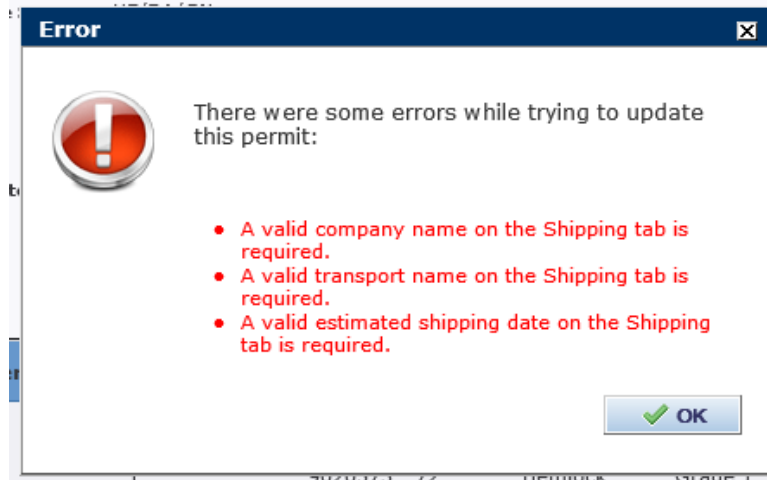 Error
There were some errors while trying to update
this permit:
A valid company name on the Shipping tab is
required.
A valid transport name on the Shipping tab is
required.
A valid estimated shipping date on the Shipping
tab is required.
OK